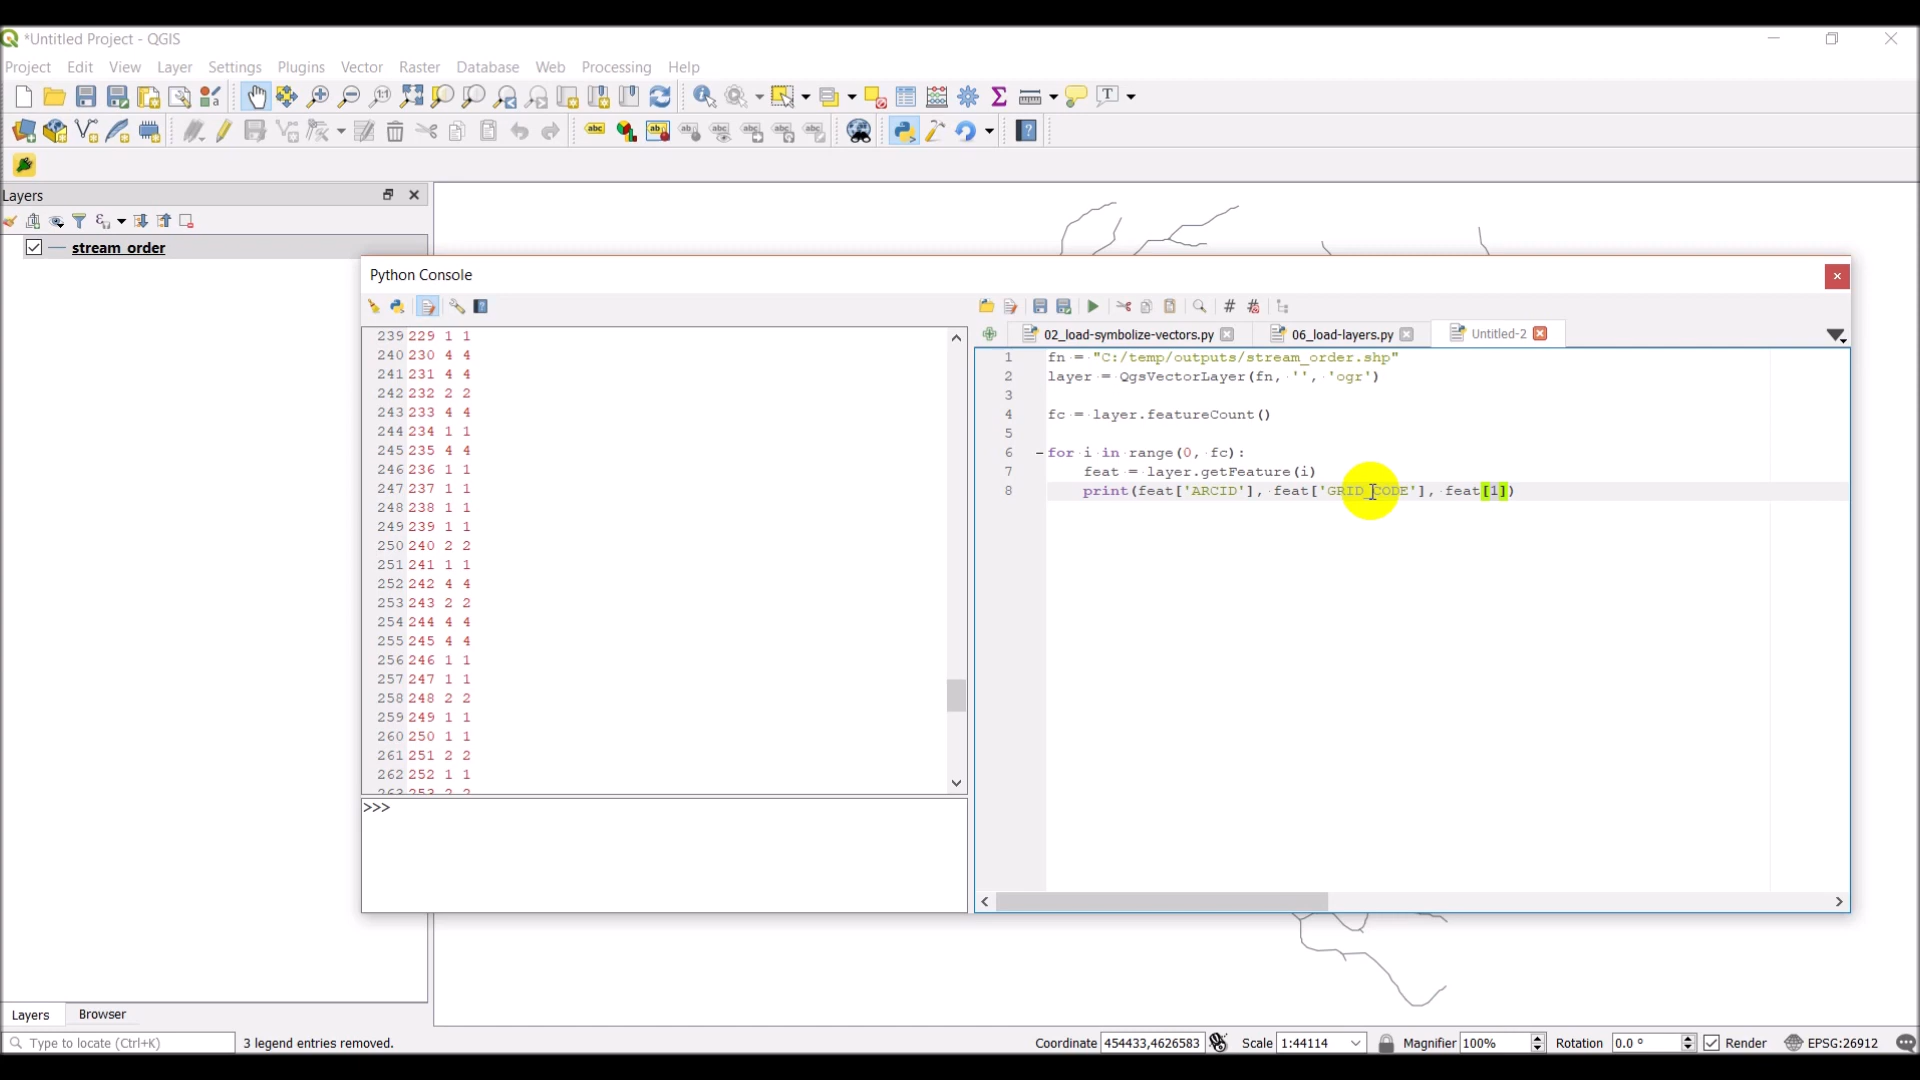 *Untitled Project - QGIS
Project Edit View Layer Settings Plugins Vector Raster Database Web Processing Help
Layers
stream_order
Python Console
02_load-symbolize-vectors.py
06_load-layers.py
Untitled-2
239 229 1 1
240 230 4 4
241 231 4 4
242 232 2 2
243 233 4 4
244 234 1 1
245 235 4 4
246 236 1 1
247 237 1 1
248 238 1 1
249 239 1 1
250 240 2 2
251 241 1 1
252 242 4 4
253 243 2 2
254 244 4 4
255 245 4 4
256 246 1 1
257 247 1 1
258 248 2 2
259 249 1 1
260 250 1 1
261 251 2 2
262 252 1 1
263 253 2 2
>>>
1 fn = "C:/temp/outputs/stream_order.shp"
2 layer = QgsVectorLayer(fn, '', 'ogr')
3
4 fc = layer.featureCount()
5
6 for i in range(0, fc):
7 feat = layer.getFeature(i)
8 print(feat['ARCID'], feat['GRID_CODE'], feat[1])
Layers Browser
Type to locate (Ctrl+K)
3 legend entries removed.
Coordinate 454433,4626583
Scale 1:44114
Magnifier 100%
Rotation 0.0 °
Render
EPSG:26912